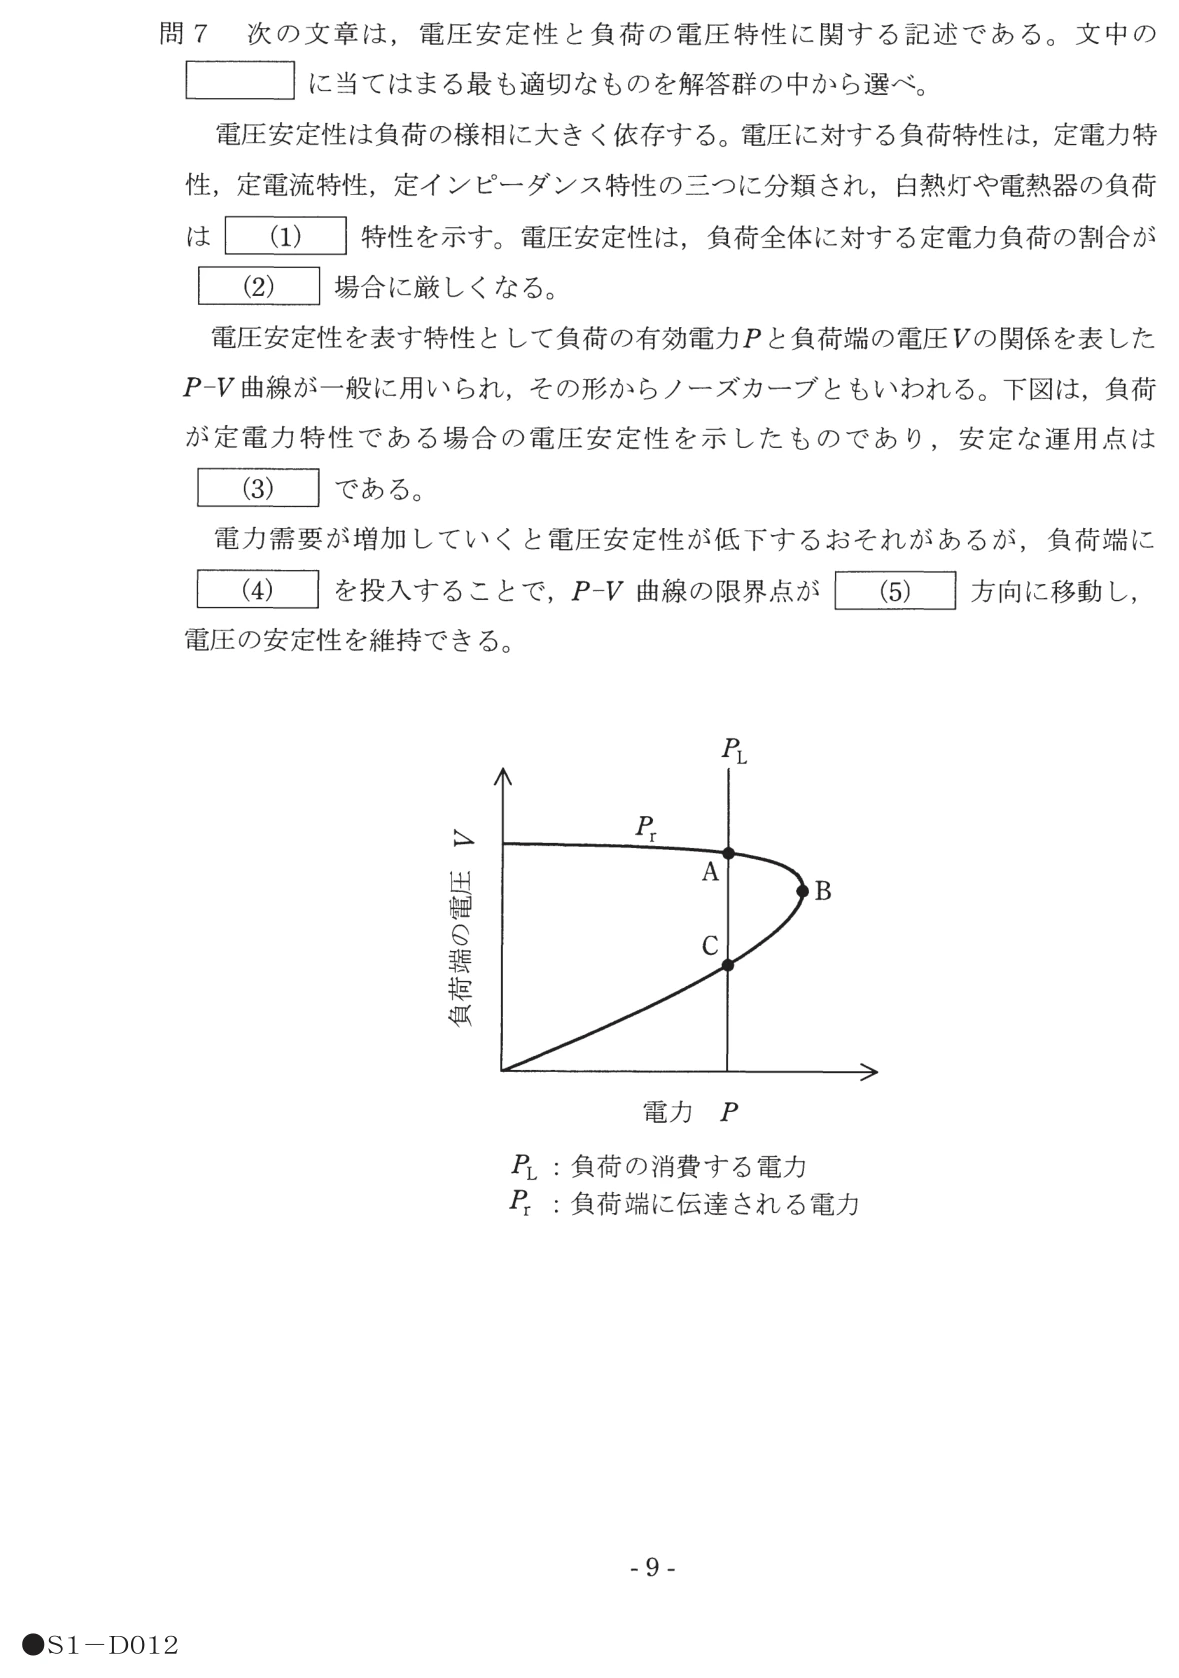 問7　次の文章は，電圧安定性と負荷の電圧特性に関する記述である。文中の
に当てはまる最も適切なものを解答群の中から選べ。
電圧安定性は負荷の様相に大きく依存する。電圧に対する負荷特性は，定電力特
性，定電流特性，定インピーダンス特性の三つに分類され，白熱灯や電熱器の負荷
は (1) 特性を示す。電圧安定性は，負荷全体に対する定電力負荷の割合が
(2) 場合に厳しくなる。
電圧安定性を表す特性として負荷の有効電力Pと負荷端の電圧Vの関係を表した
P-V曲線が一般に用いられ，その形からノーズカーブともいわれる。下図は，負荷
が定電力特性である場合の電圧安定性を示したものであり，安定な運用点は
(3) である。
電力需要が増加していくと電圧安定性が低下するおそれがあるが，負荷端に
(4) を投入することで，P-V 曲線の限界点が (5) 方向に移動し，
電圧の安定性を維持できる。
PL
Pr
A
B
C
負荷端の電圧 V
電力 P
PL：負荷の消費する電力
Pr：負荷端に伝達される電力
- 9 -
●S1－D012